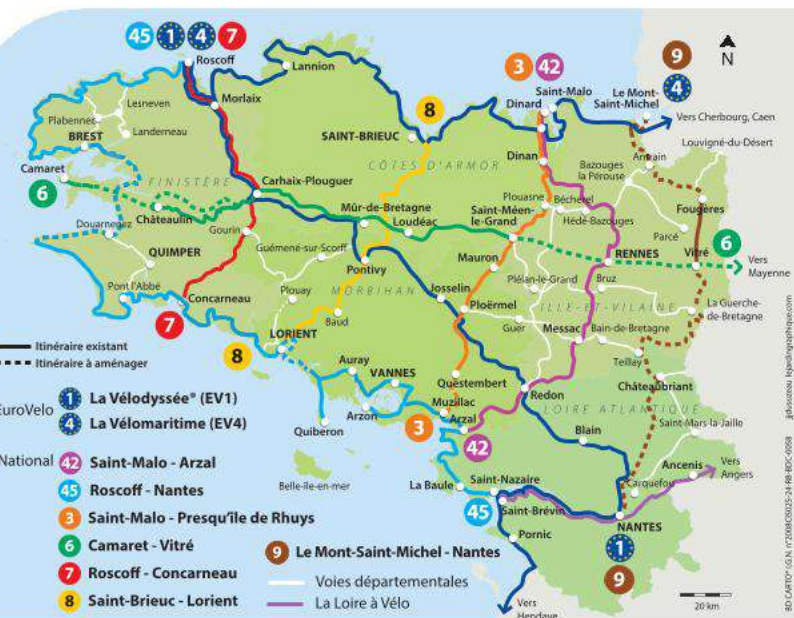 45 1 4 7
Roscoff
Lannion
Morlaix
Lesneven
Plabennec
Landerneau
BREST
Camaret
6
FINISTÈRE
Châteaulin
Carhaix-Plouguer
Douarnenez
QUIMPER
Gourin
Pont l'Abbé
Concarneau
7
8
SAINT-BRIEUC
CÔTES D'ARMOR
Mûr-de-Bretagne
Loudéac
Guémené-sur-Scorff
Pontivy
MORBIHAN
Plouay
Baud
LORIENT
8
Josselin
Auray
VANNES
Arzon
Quiberon
Belle-île-en-mer
3 42
Saint-Malo
Dinard
Dinan
9
4
Le Mont-
Saint-Michel
Vers Cherbourg, Caen
N
Louvigné-du-Désert
Bazouges
la Pérouse
Antrain
Plouasne
Bécherel
Hédé-Bazouges
Fougères
Parcé
Saint-Méen-
le-Grand
6
RENNES
Vitré
Vers
Mayenne
Mauron
Plélan-le-Grand
Bruz
Ploërmel
ILLE-ET-VILAINE
La Guerche-
de-Bretagne
Guer
Messac
Bain-de-Bretagne
Teillay
Questembert
Muzillac
Redon
Châteaubriant
Arzal
3
42
LOIRE ATLANTIQUE
Blain
Saint-Mars-la-Jaille
La Baule
Saint-Nazaire
45
Saint-Brévin
Carquefou
Ancenis
Vers
Angers
NANTES
1
9
Pornic
Vers
Hendaye
20 km
Itinéraire existant
Itinéraire à aménager
EuroVelo
1 La Vélodyssée® (EV1)
4 La Vélomaritime (EV4)
National
42 Saint-Malo - Arzal
45 Roscoff - Nantes
3 Saint-Malo - Presqu'île de Rhuys
6 Camaret - Vitré
7 Roscoff - Concarneau
8 Saint-Brieuc - Lorient
9 Le Mont-Saint-Michel - Nantes
Voies départementales
La Loire à Vélo